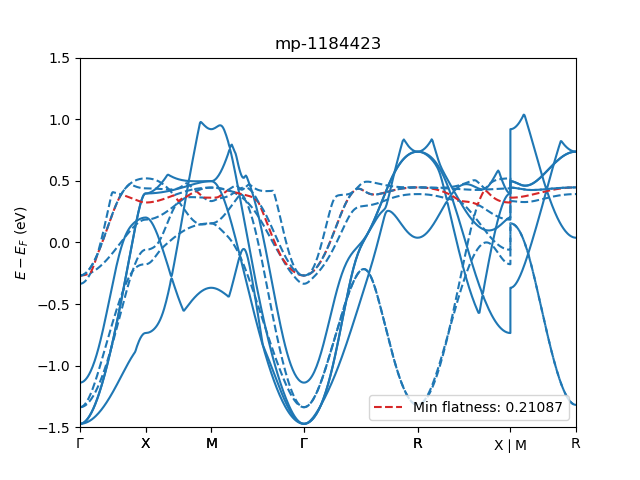 mp-1184423
1.5
1.0
0.5
0.0
−0.5
−1.0
−1.5
E − E_F (eV)
Γ X M Γ R X | M R
Min flatness: 0.21087